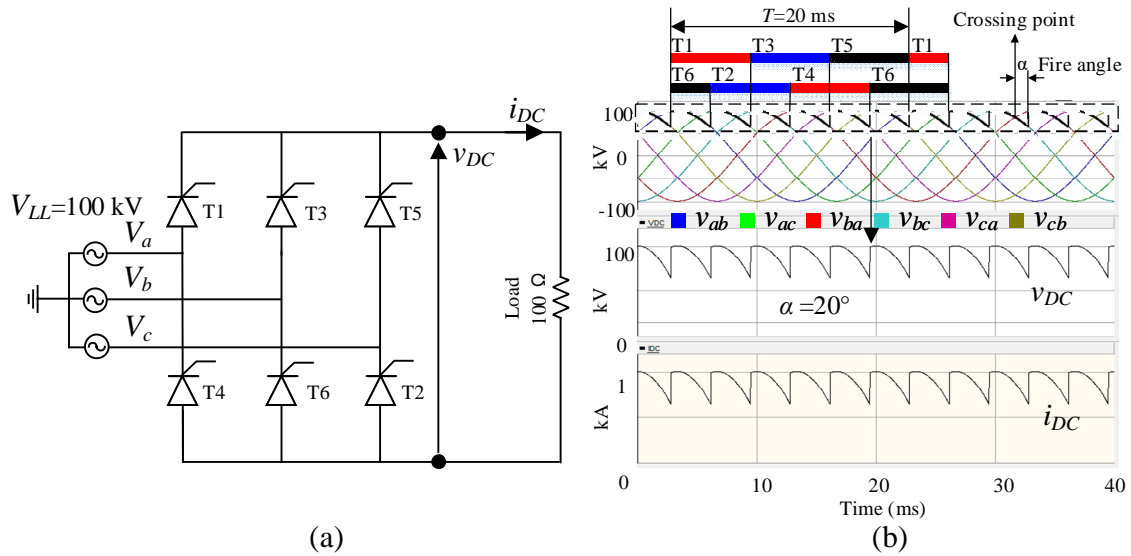 i_DC
v_DC
V_LL=100 kV
T1
T3
T5
V_a
V_b
V_c
Load
100 Ω
T4
T6
T2
(a)
T=20 ms
Crossing point
T1
T3
T5
T1
T6
T2
T4
T6
α
Fire angle
100
0
-100
kV
VDC
v_ab
v_ac
v_ba
v_bc
v_ca
v_cb
100
kV
0
α =20°
v_DC
IDC
1
kA
0
i_DC
10
20
30
40
Time (ms)
(b)